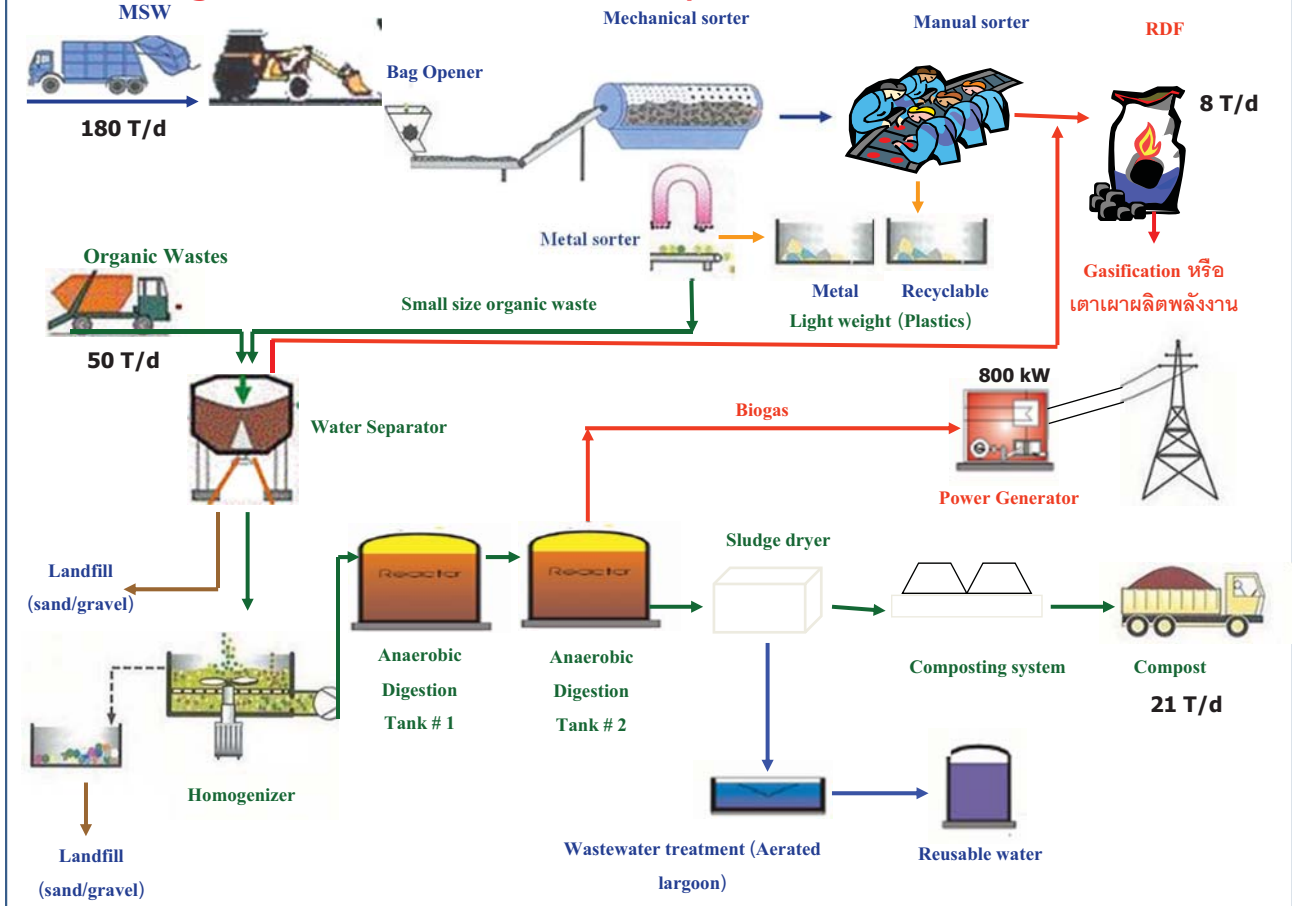 MSW
Mechanical sorter
Manual sorter
RDF
Bag Opener
180 T/d
8 T/d
Metal sorter
Organic Wastes
Small size organic waste
Metal
Recyclable
Light weight (Plastics)
Gasification หรือ
เตาเผาผลิตพลังงาน
50 T/d
800 kW
Water Separator
Biogas
Power Generator
Landfill
(sand/gravel)
Reactor
Reactor
Sludge dryer
Anaerobic
Digestion
Tank # 1
Anaerobic
Digestion
Tank # 2
Composting system
Compost
21 T/d
Homogenizer
Landfill
(sand/gravel)
Wastewater treatment (Aerated
largoon)
Reusable water